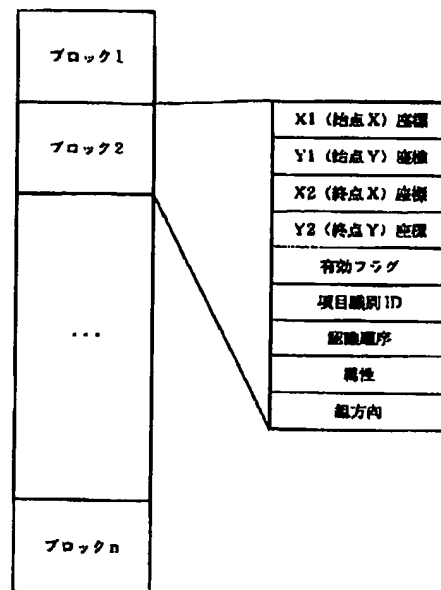 ブロック1
ブロック2
...
ブロックn
X1 (始点X) 座標
Y1 (始点Y) 座標
X2 (終点X) 座標
Y2 (終点Y) 座標
有効フラグ
項目識別ID
認識順序
属性
組方向